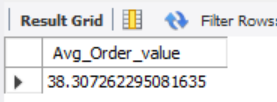 Result Grid Filter Rows:
Avg_Order_value
38.307262295081635